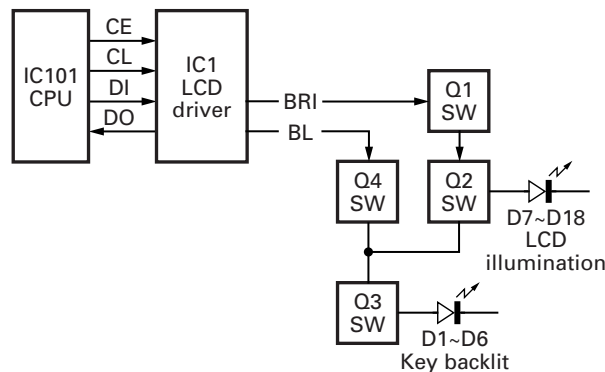 IC101
CPU
CE
CL
DI
DO
IC1
LCD
driver
BRI
BL
Q1
SW
Q4
SW
Q2
SW
D7~D18
LCD
illumination
Q3
SW
D1~D6
Key backlit